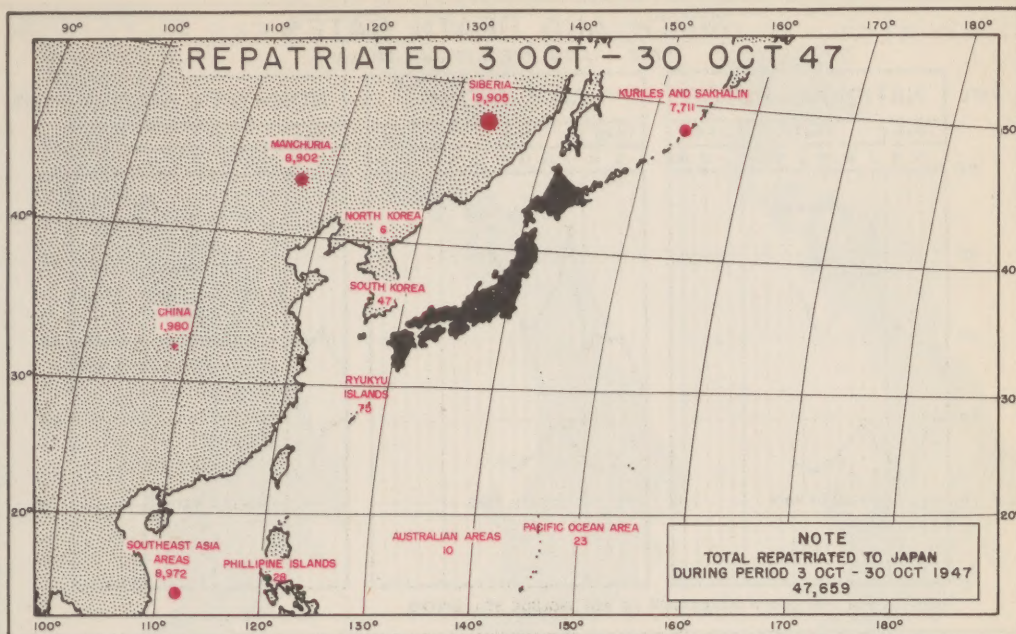 90° 100° 110° 120° 130° 140° 150° 160° 170° 180°
REPATRIATED 3 OCT – 30 OCT 47
SIBERIA
19,905
KURILES AND SAKHALIN
7,711
50°
MANCHURIA
8,902
40°
NORTH KOREA
6
40°
SOUTH KOREA
47
CHINA
1,980
30°
RYUKYU
ISLANDS
75
30°
20°
20°
SOUTHEAST ASIA
AREAS
8,972
PHILLIPINE ISLANDS
28
AUSTRALIAN AREAS
10
PACIFIC OCEAN AREA
23
NOTE
TOTAL REPATRIATED TO JAPAN
DURING PERIOD 3 OCT – 30 OCT 1947
47,659
100° 110° 120° 130° 140° 150° 160° 170° 180°